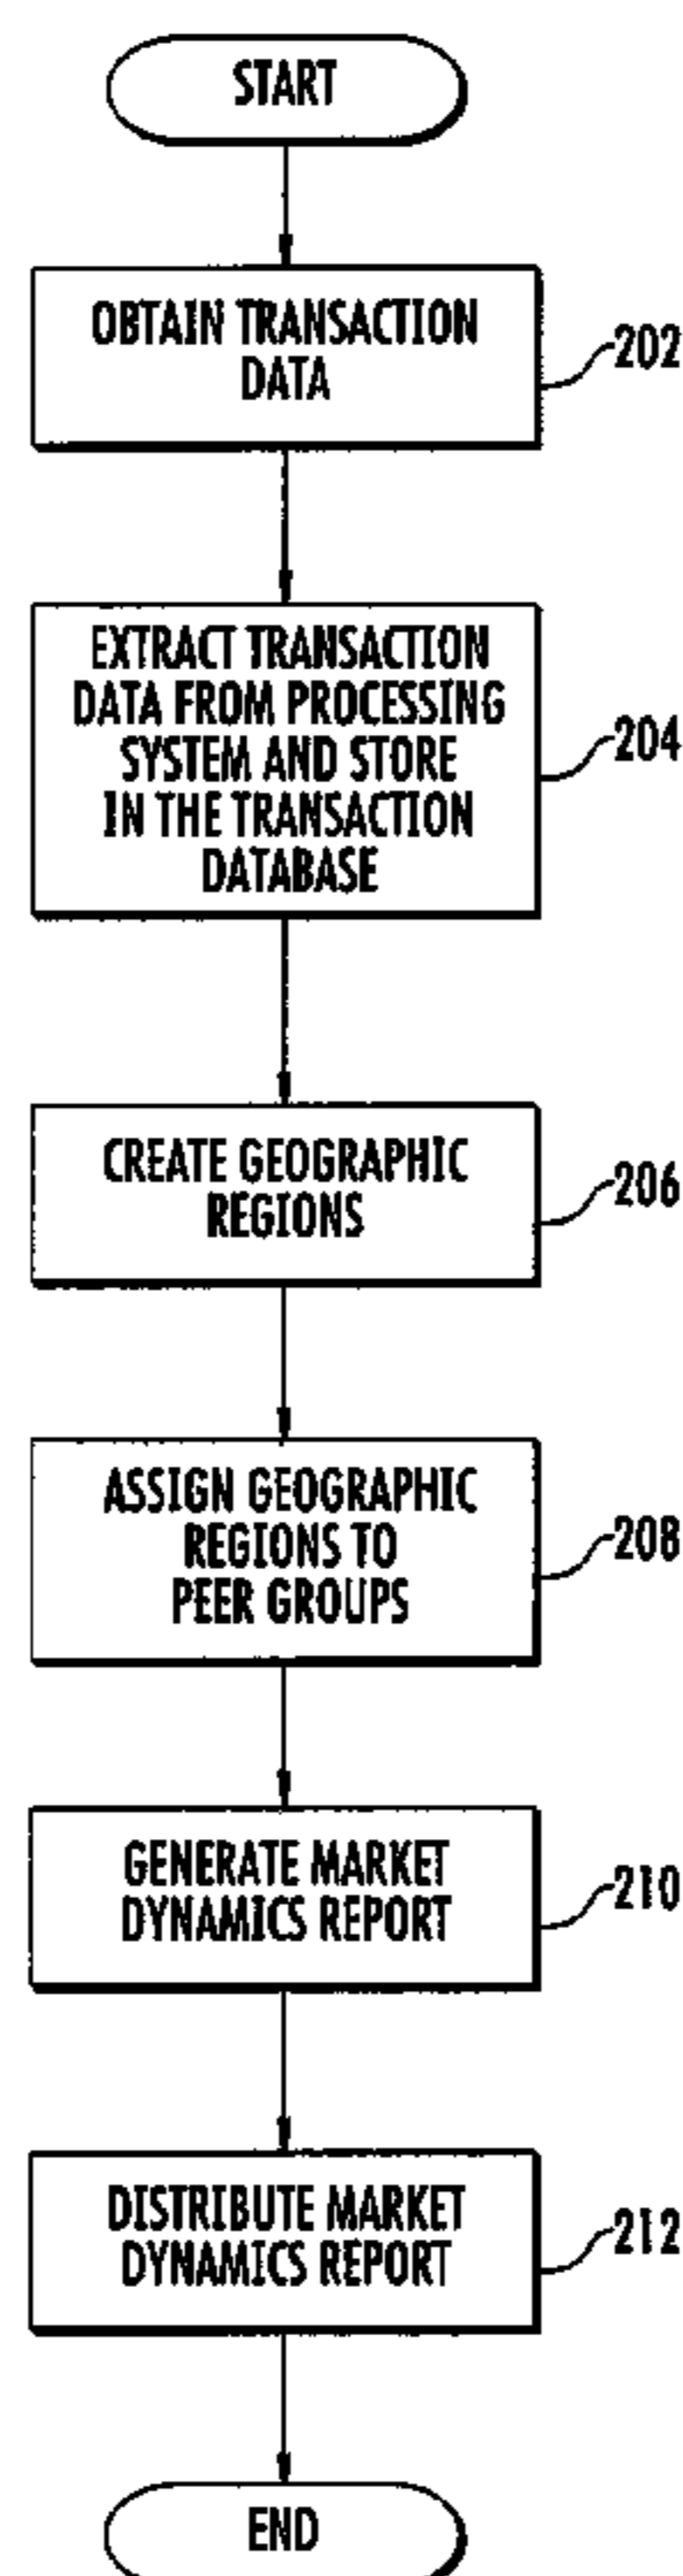 START
OBTAIN TRANSACTION
DATA
202
EXTRACT TRANSACTION
DATA FROM PROCESSING
SYSTEM AND STORE
IN THE TRANSACTION
DATABASE
204
CREATE GEOGRAPHIC
REGIONS
206
ASSIGN GEOGRAPHIC
REGIONS TO
PEER GROUPS
208
GENERATE MARKET
DYNAMICS REPORT
210
DISTRIBUTE MARKET
DYNAMICS REPORT
212
END